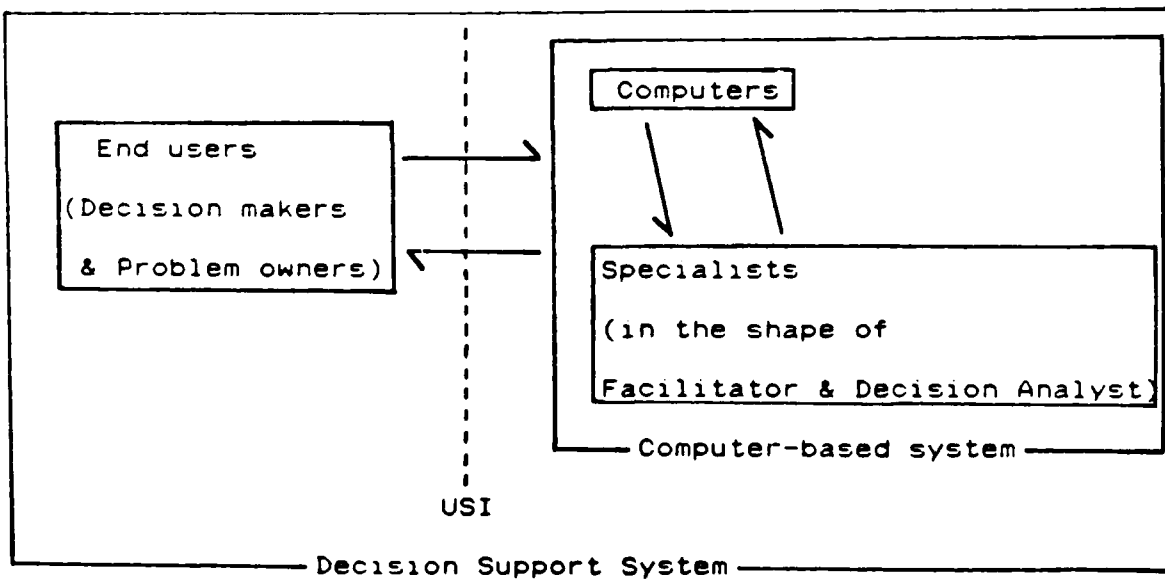 Computers
End users
(Decision makers
& Problem owners)
Specialists
(in the shape of
Facilitator & Decision Analyst)
Computer-based system
USI
Decision Support System